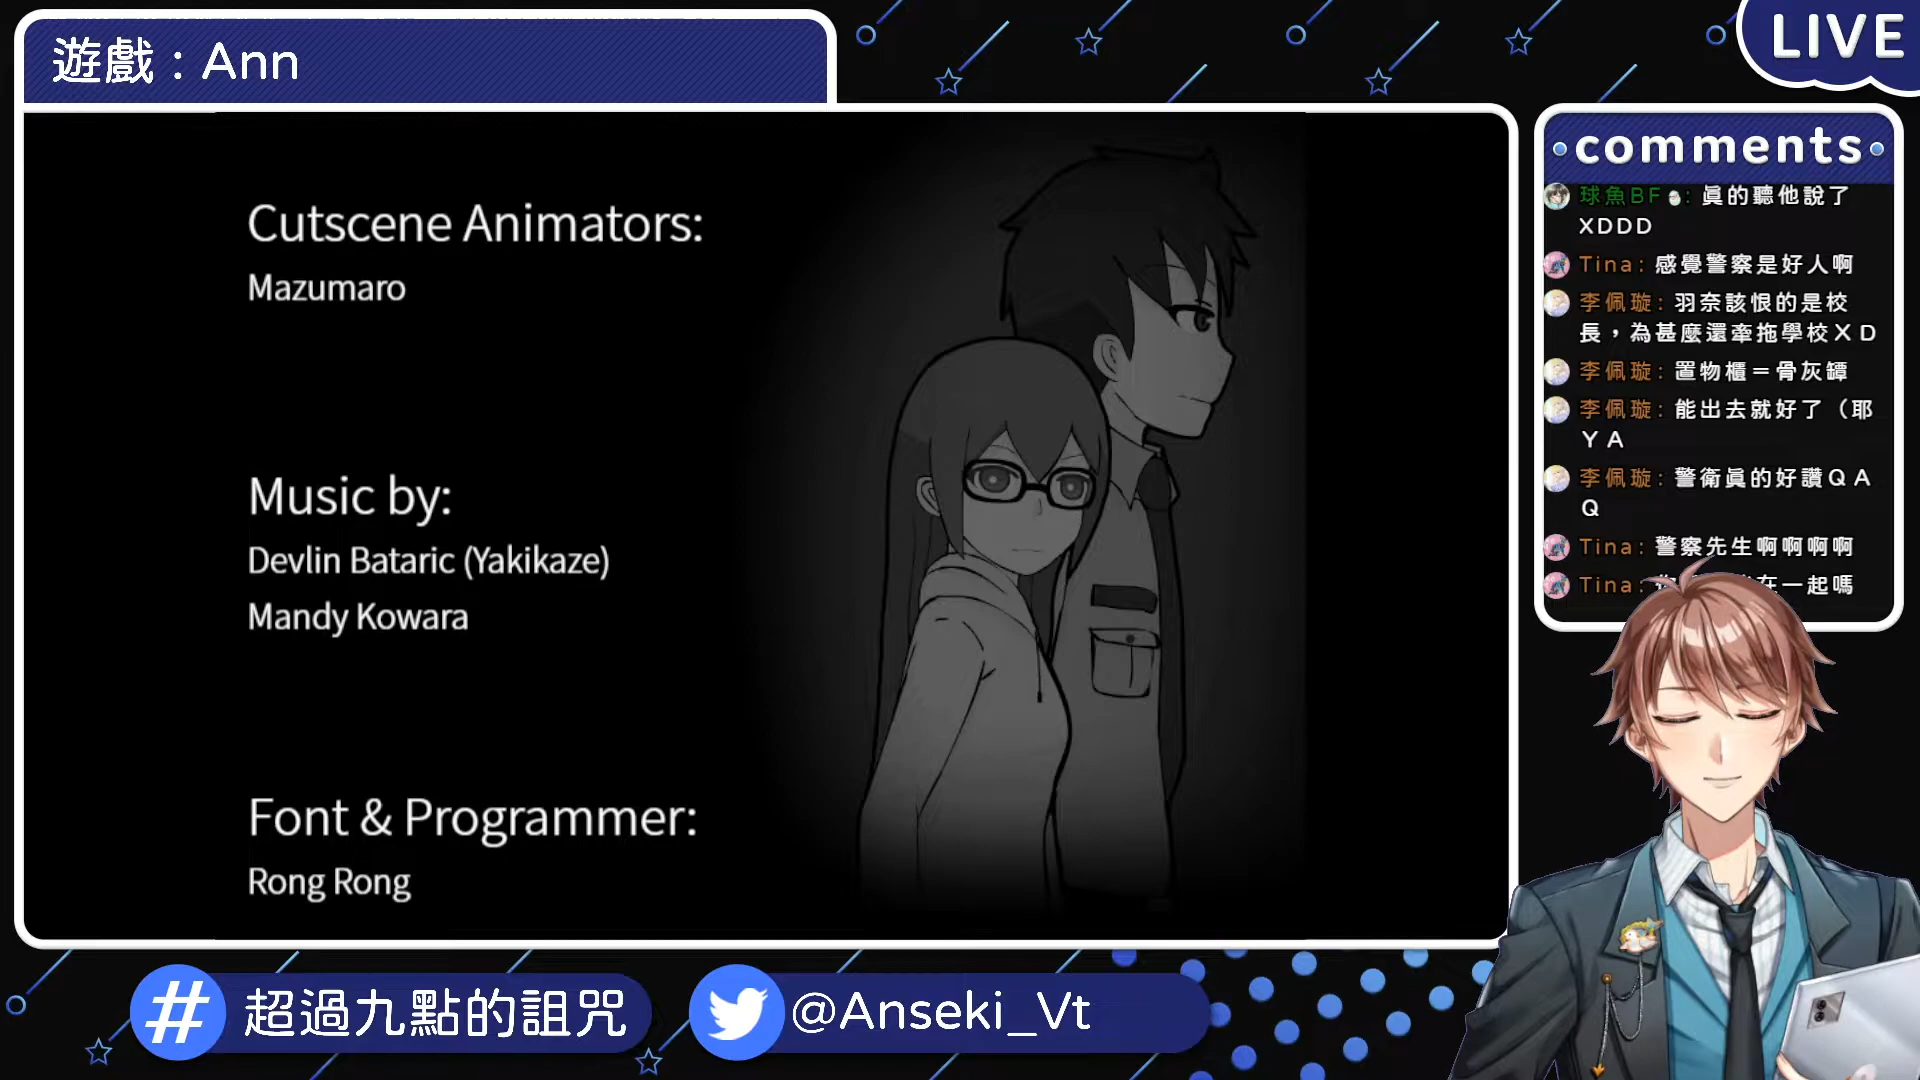 遊戲：Ann
LIVE
Cutscene Animators:
Mazumaro
Music by:
Devlin Bataric (Yakikaze)
Mandy Kowara
Font & Programmer:
Rong Rong
comments
球魚BF: 眞的聽他說了
XDDD
Tina: 感覺警察是好人啊
李佩璇: 羽奈該恨的是校
長，為甚麼還牽拖學校ＸＤ
李佩璇: 置物櫃＝骨灰罈
李佩璇: 能出去就好了（耶
ＹＡ
李佩璇: 警衛眞的好讚ＱＡ
Ｑ
Tina: 警察先生啊啊啊啊
Tina: 在一起嗎
# 超過九點的詛咒
@Anseki_Vt